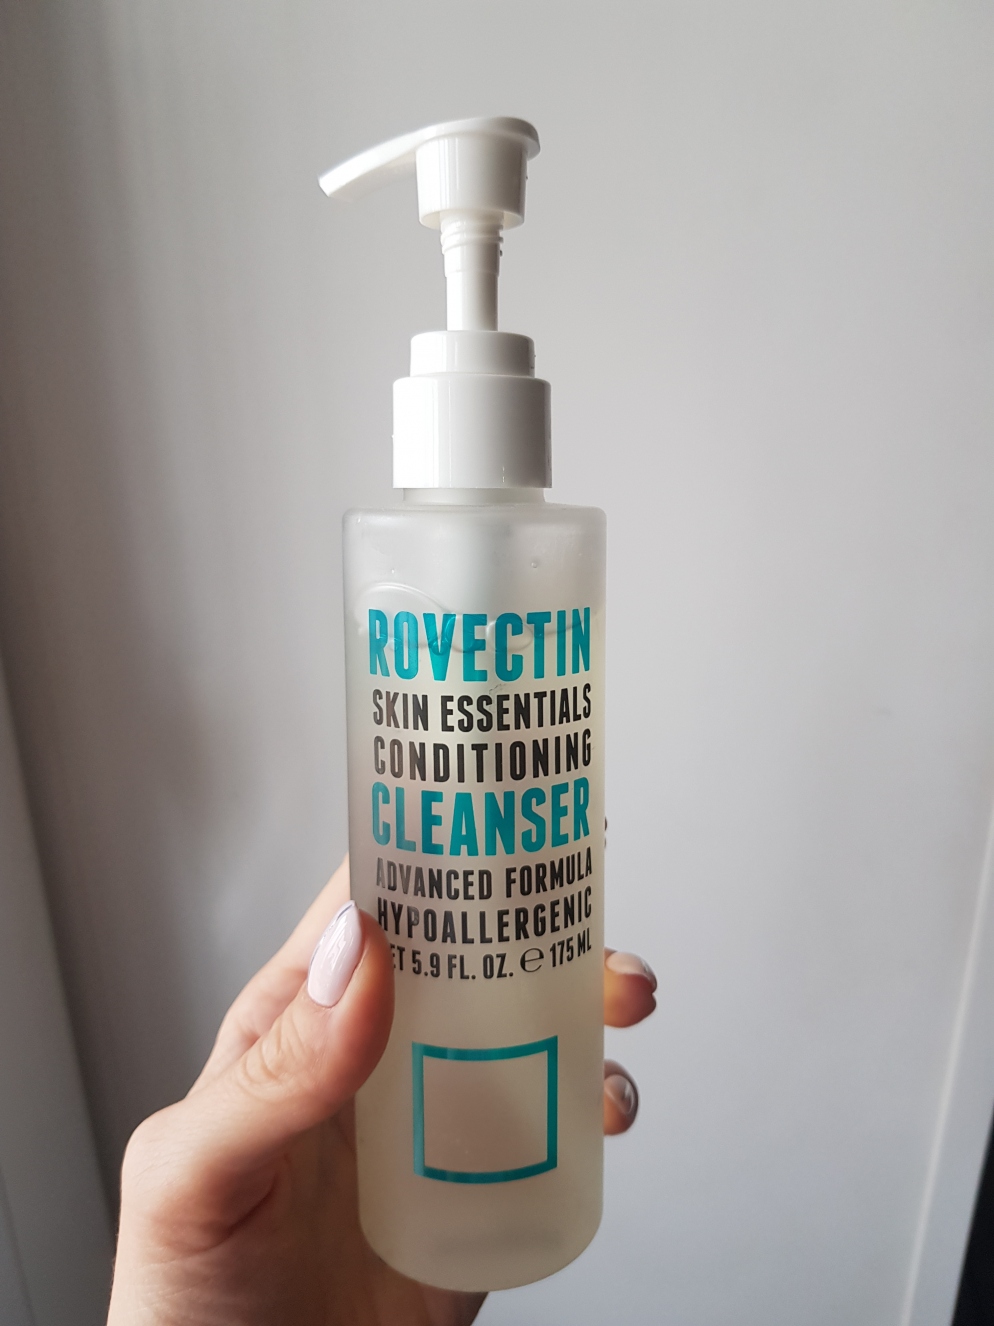 ROVECTIN
SKIN ESSENTIALS
CONDITIONING
CLEANSER
ADVANCED FORMULA
HYPOALLERGENIC
5.9 FL. OZ. ℮ 175 ML